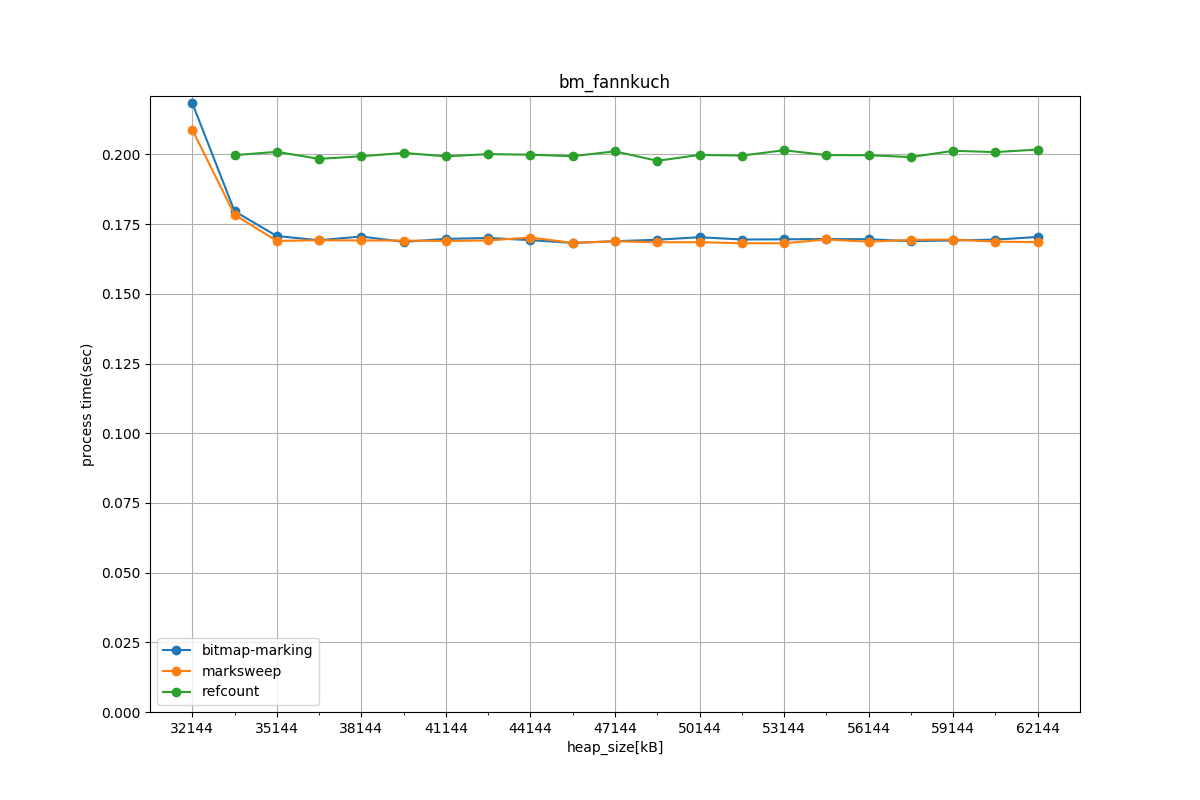 bm_fannkuch
process time(sec)
0.200
0.175
0.150
0.125
0.100
0.075
0.050
0.025
0.000
bitmap-marking
marksweep
refcount
32144 35144 38144 41144 44144 47144 50144 53144 56144 59144 62144
heap_size[kB]